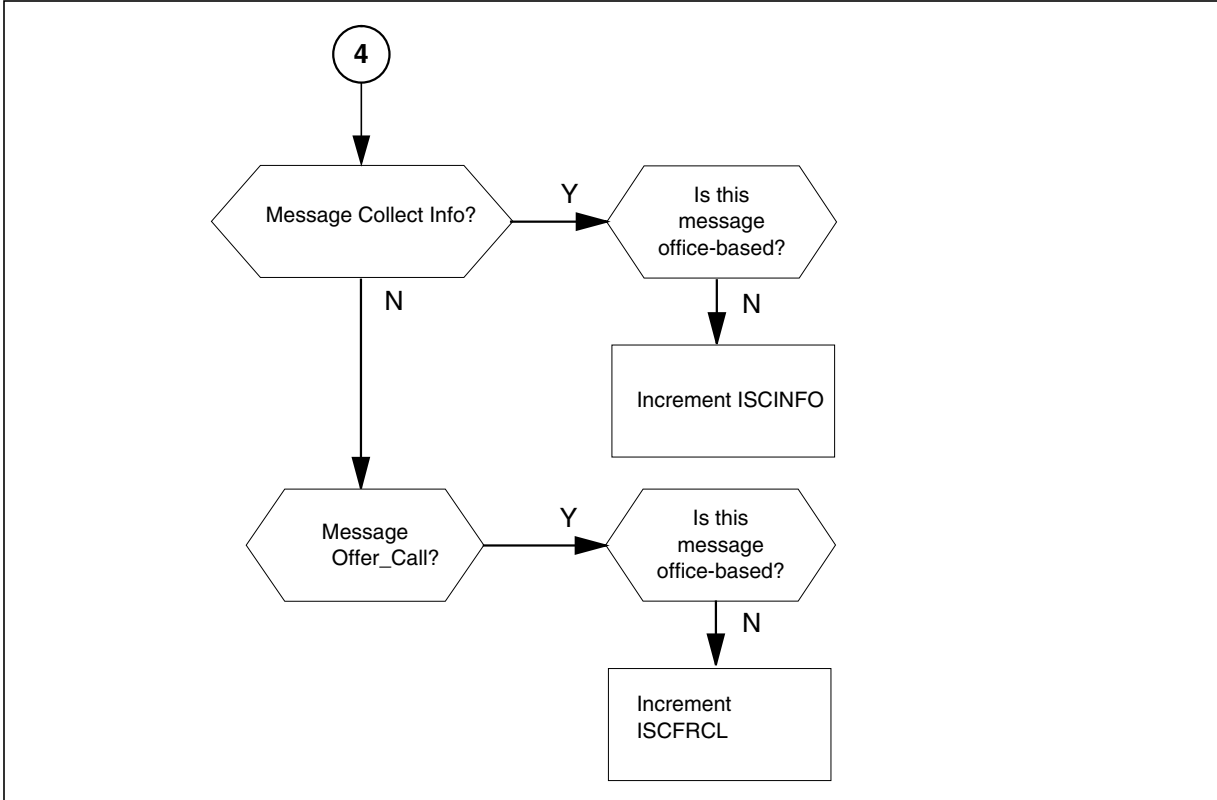 4
Message Collect Info?
Y
Is this
message
office-based?
N
N
Increment ISCINFO
Message
Offer_Call?
Y
Is this
message
office-based?
N
Increment
ISCFRCL